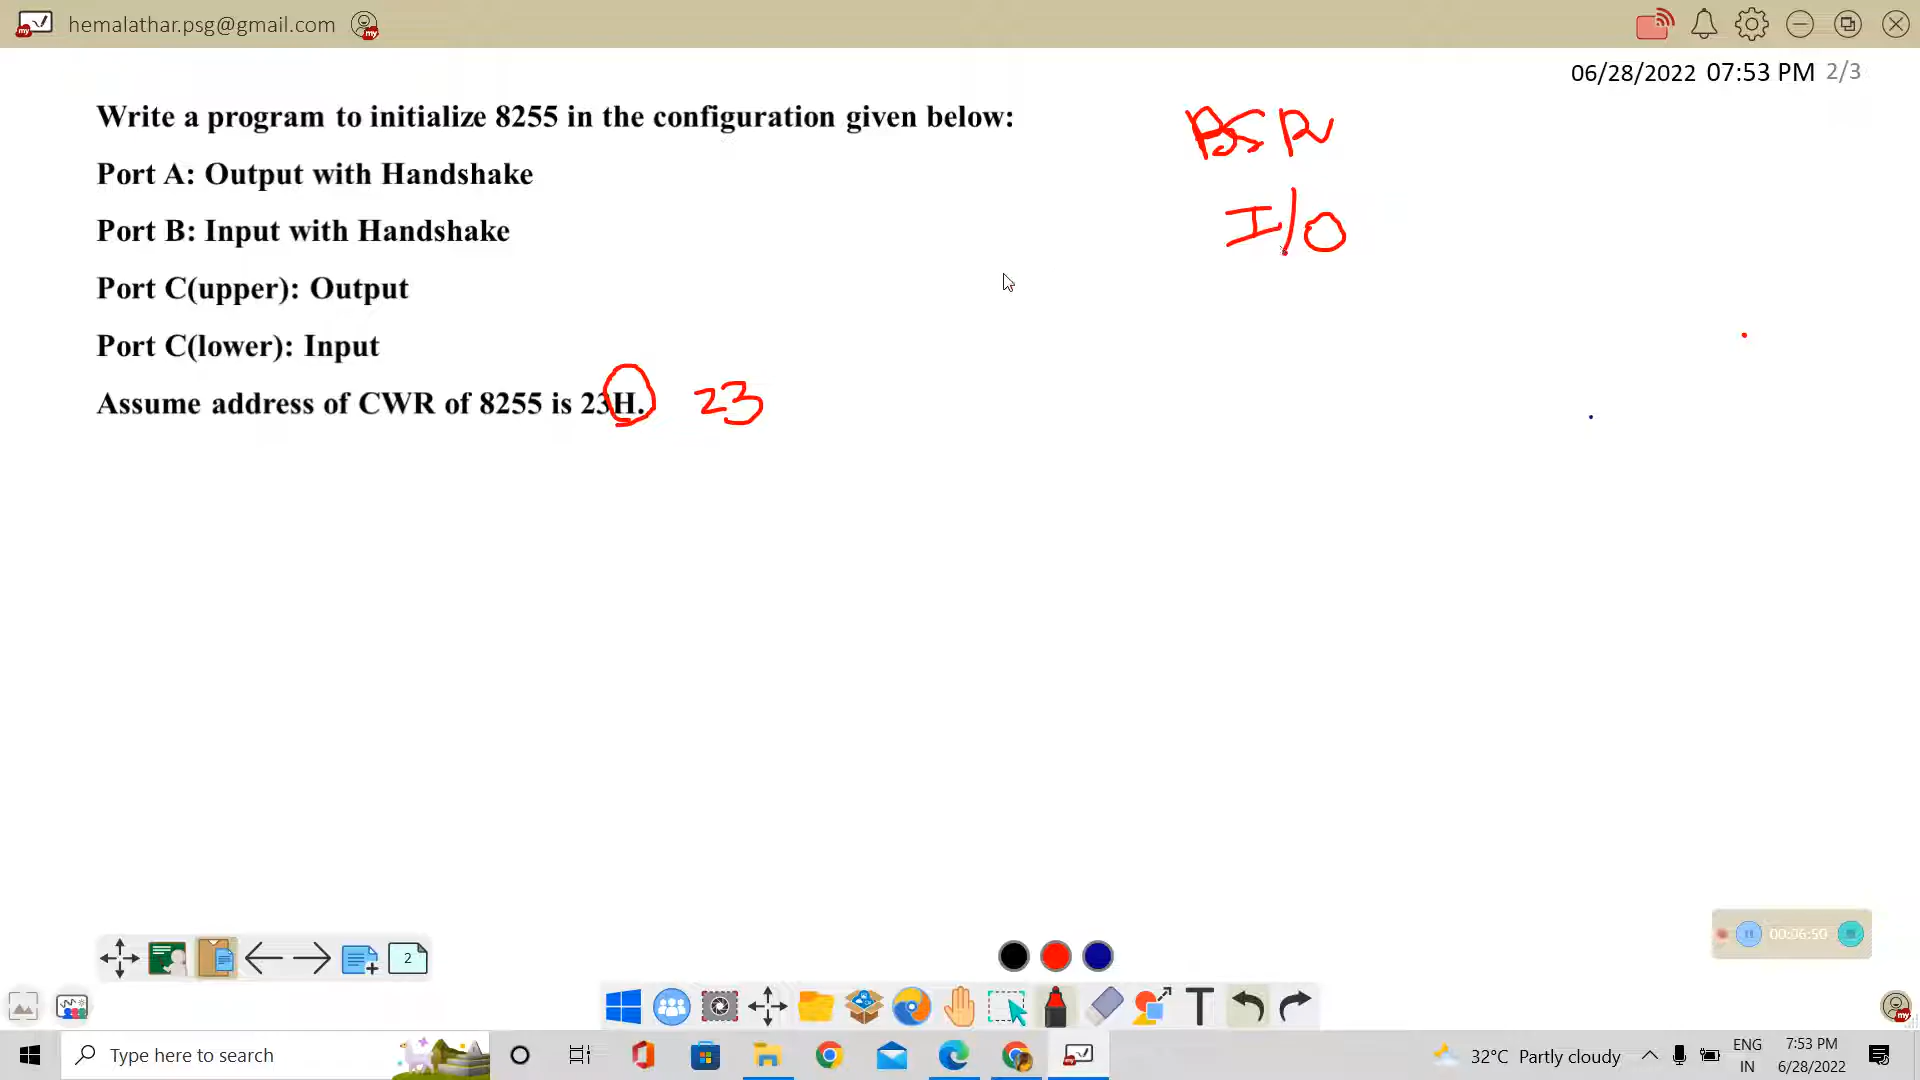 hemalathar.psg@gmail.com
06/28/2022 07:53 PM 2/3
Write a program to initialize 8255 in the configuration given below:
BSR
Port A: Output with Handshake
Port B: Input with Handshake
I/O
Port C(upper): Output
Port C(lower): Input
Assume address of CWR of 8255 is 23H. 23
00:06:50
2
T
Type here to search
32°C Partly cloudy
ENG
IN
7:53 PM
6/28/2022